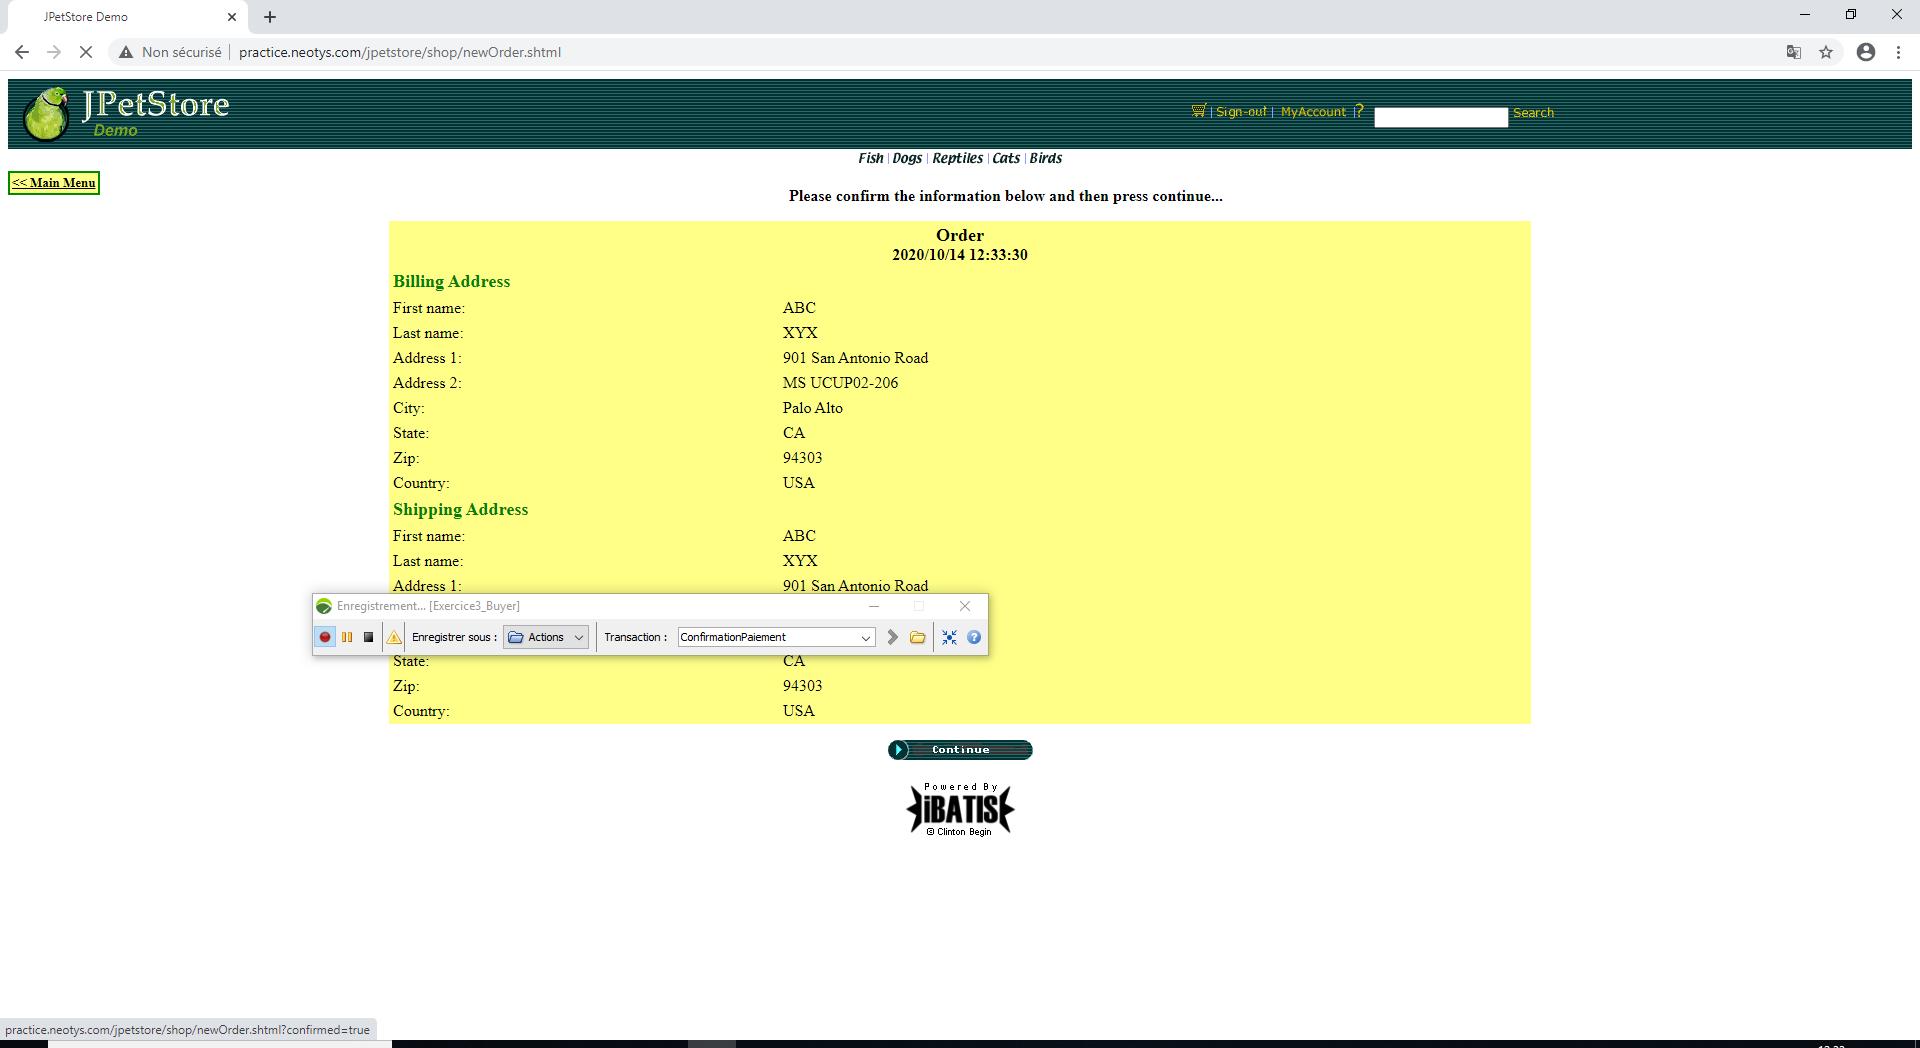 JPetStore Demo
Non sécurisé | practice.neotys.com/jpetstore/shop/newOrder.shtml
JPetStore
Demo
| Sign-out | MyAccount | ? Search
Fish | Dogs | Reptiles | Cats | Birds
<< Main Menu
Please confirm the information below and then press continue...
Order
2020/10/14 12:33:30
Billing Address
First name: ABC
Last name: XYX
Address 1: 901 San Antonio Road
Address 2: MS UCUP02-206
City: Palo Alto
State: CA
Zip: 94303
Country: USA
Shipping Address
First name: ABC
Last name: XYX
Address 1: 901 San Antonio Road
Enregistrement... [Exercice3_Buyer]
Enregistrer sous : Actions Transaction : ConfirmationPaiement
State: CA
Zip: 94303
Country: USA
Continue
Powered By
iBATIS
© Clinton Begin
practice.neotys.com/jpetstore/shop/newOrder.shtml?confirmed=true